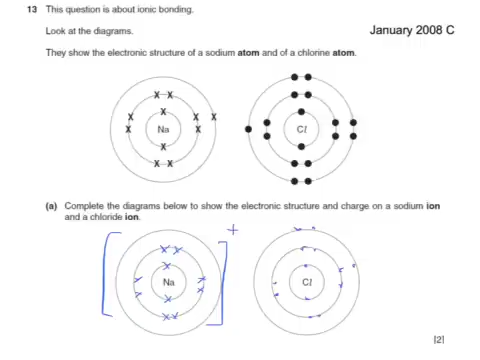 13 This question is about ionic bonding.
Look at the diagrams.
January 2008 C
They show the electronic structure of a sodium atom and of a chlorine atom.
Na
Cl
(a) Complete the diagrams below to show the electronic structure and charge on a sodium ion
and a chloride ion.
+
Na
Cl
[2]